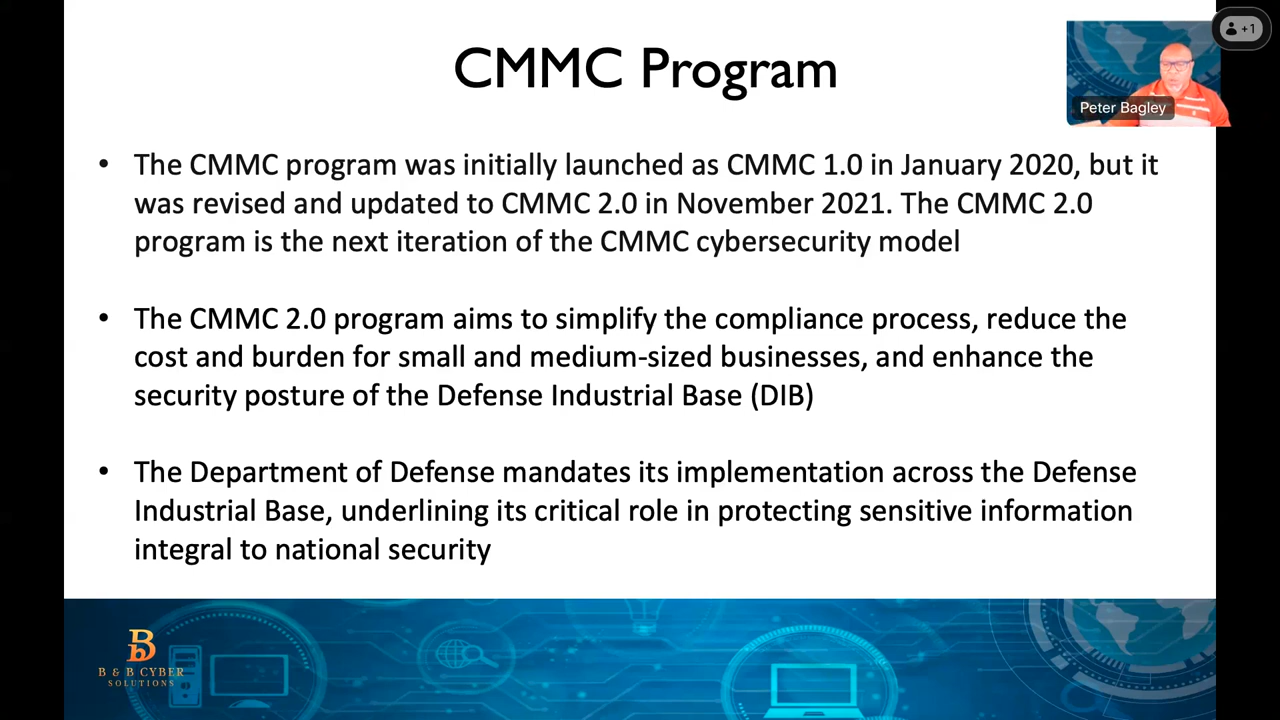 CMMC Program
+1
Peter Bagley
• The CMMC program was initially launched as CMMC 1.0 in January 2020, but it
was revised and updated to CMMC 2.0 in November 2021. The CMMC 2.0
program is the next iteration of the CMMC cybersecurity model
• The CMMC 2.0 program aims to simplify the compliance process, reduce the
cost and burden for small and medium-sized businesses, and enhance the
security posture of the Defense Industrial Base (DIB)
• The Department of Defense mandates its implementation across the Defense
Industrial Base, underlining its critical role in protecting sensitive information
integral to national security
B & B CYBER
SOLUTIONS